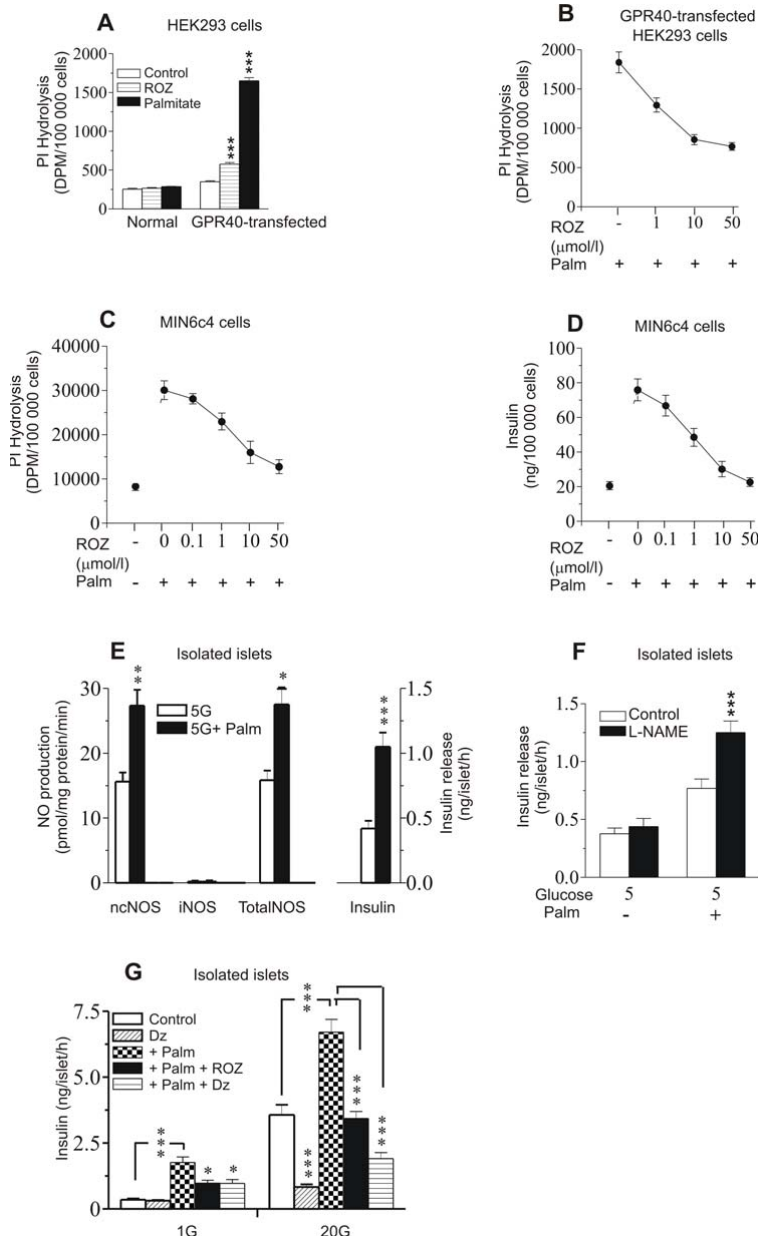 A HEK293 cells
2000
1500
1000
500
0
PI Hydrolysis
(DPM/100 000 cells)
Control
ROZ
Palmitate
***
***
Normal GPR40-transfected
B GPR40-transfected
HEK293 cells
2000
1500
1000
500
0
PI Hydrolysis
(DPM/100 000 cells)
ROZ - 1 10 50
(μmol/l)
Palm + + + +
C MIN6c4 cells
40000
30000
20000
10000
0
PI Hydrolysis
(DPM/100 000 cells)
ROZ - 0 0.1 1 10 50
(μmol/l)
Palm - + + + + +
D MIN6c4 cells
100
80
60
40
20
0
Insulin
(ng/100 000 cells)
ROZ - 0 0.1 1 10 50
(μmol/l)
Palm - + + + + +
E Isolated islets
30
20
10
0
NO production
(pmol/mg protein/min)
5G
5G+ Palm
**
*
***
1.5
1.0
0.5
0.0
Insulin release
(ng/islet/h)
ncNOS iNOS TotalNOS Insulin
F Isolated islets
1.5
1.0
0.5
0.0
Insulin release
(ng/islet/h)
Control
L-NAME
***
Glucose 5 5
Palm - +
G Isolated islets
7.5
5.0
2.5
0
Insulin (ng/islet/h)
Control
Dz
+ Palm
+ Palm + ROZ
+ Palm + Dz
***
*
*
***
***
***
***
1G 20G